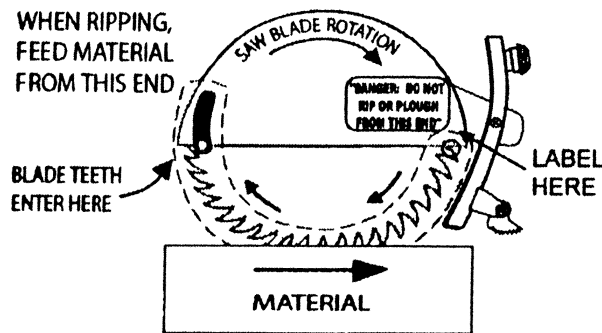 WHEN RIPPING,
FEED MATERIAL
FROM THIS END
SAW BLADE ROTATION
"DANGER: DO NOT
RIP OR PLOUGH
FROM THIS END"
LABEL
HERE
BLADE TEETH
ENTER HERE
MATERIAL